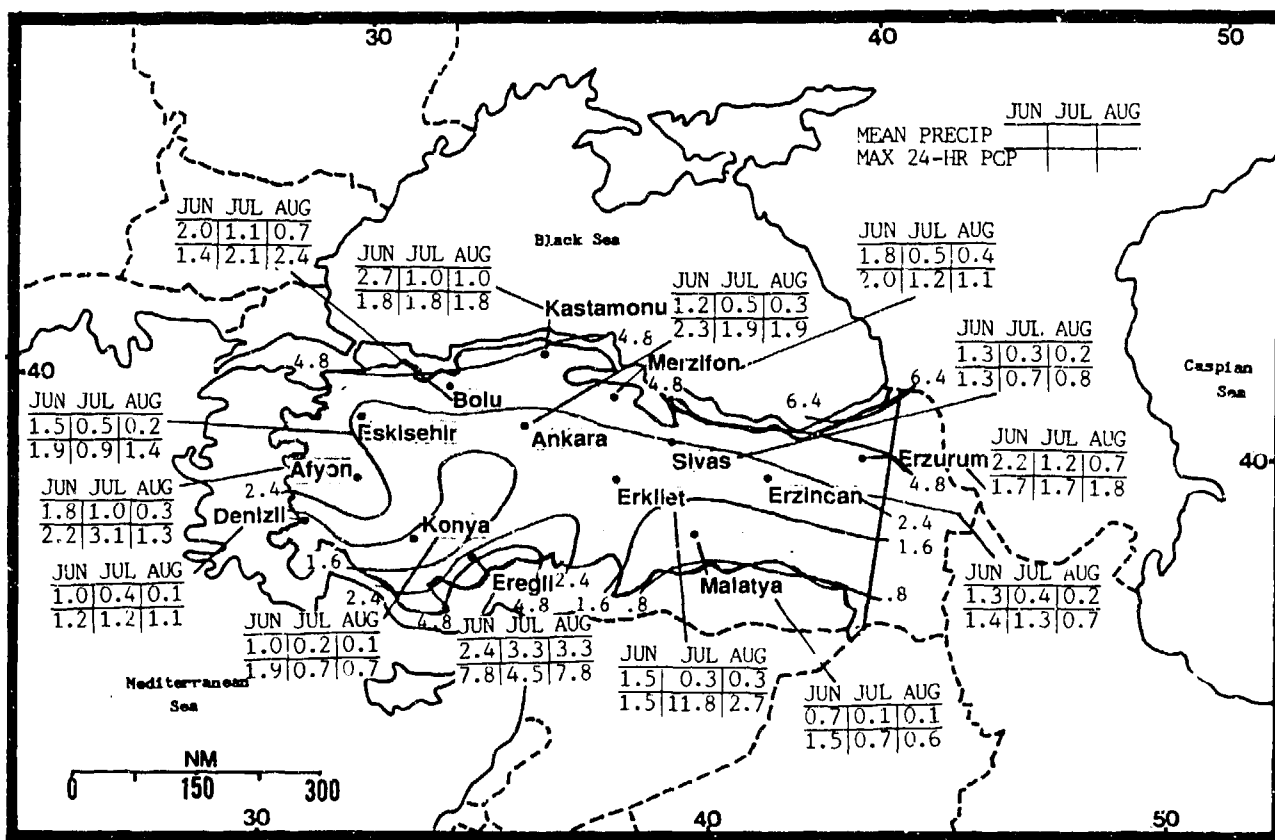 30
40
50
JUN JUL AUG
MEAN PRECIP
MAX 24-HR PCP
JUN JUL AUG
2.0 1.1 0.7
1.4 2.1 2.4
Black Sea
JUN JUL AUG
2.7 1.0 1.0
1.8 1.8 1.8
JUN JUL AUG
1.8 0.5 0.4
2.0 1.2 1.1
JUN JUL AUG
1.2 0.5 0.3
2.3 1.9 1.9
Kastamonu
4.8
Merzifon
4.8
JUN JUL AUG
1.3 0.3 0.2
1.3 0.7 0.8
Caspian
Sea
40
4.8
Bolu
6.4
6.4
JUN JUL AUG
1.5 0.5 0.2
1.9 0.9 1.4
Eskisehir
Ankara
Sivas
Erzurum
JUN JUL AUG
2.2 1.2 0.7
1.7 1.7 1.8
40
Afyon
2.4
JUN JUL AUG
1.8 1.0 0.3
2.2 3.1 1.3
Denizli
Konya
Erkilet
Erzincan
4.8
2.4
1.6
JUN JUL AUG
1.0 0.4 0.1
1.2 1.2 1.1
1.6
2.4
4.8
Eregli
4.8
2.4
1.6
.8
Malatya
.8
JUN JUL AUG
1.3 0.4 0.2
1.4 1.3 0.7
JUN JUL AUG
1.0 0.2 0.1
1.9 0.7 0.7
JUN JUL AUG
2.4 3.3 3.3
7.8 4.5 7.8
JUN JUL AUG
1.5 0.3 0.3
1.5 11.8 2.7
JUN JUL AUG
0.7 0.1 0.1
1.5 0.7 0.6
Mediterranean
Sea
NM
0 150 300
30
40
50